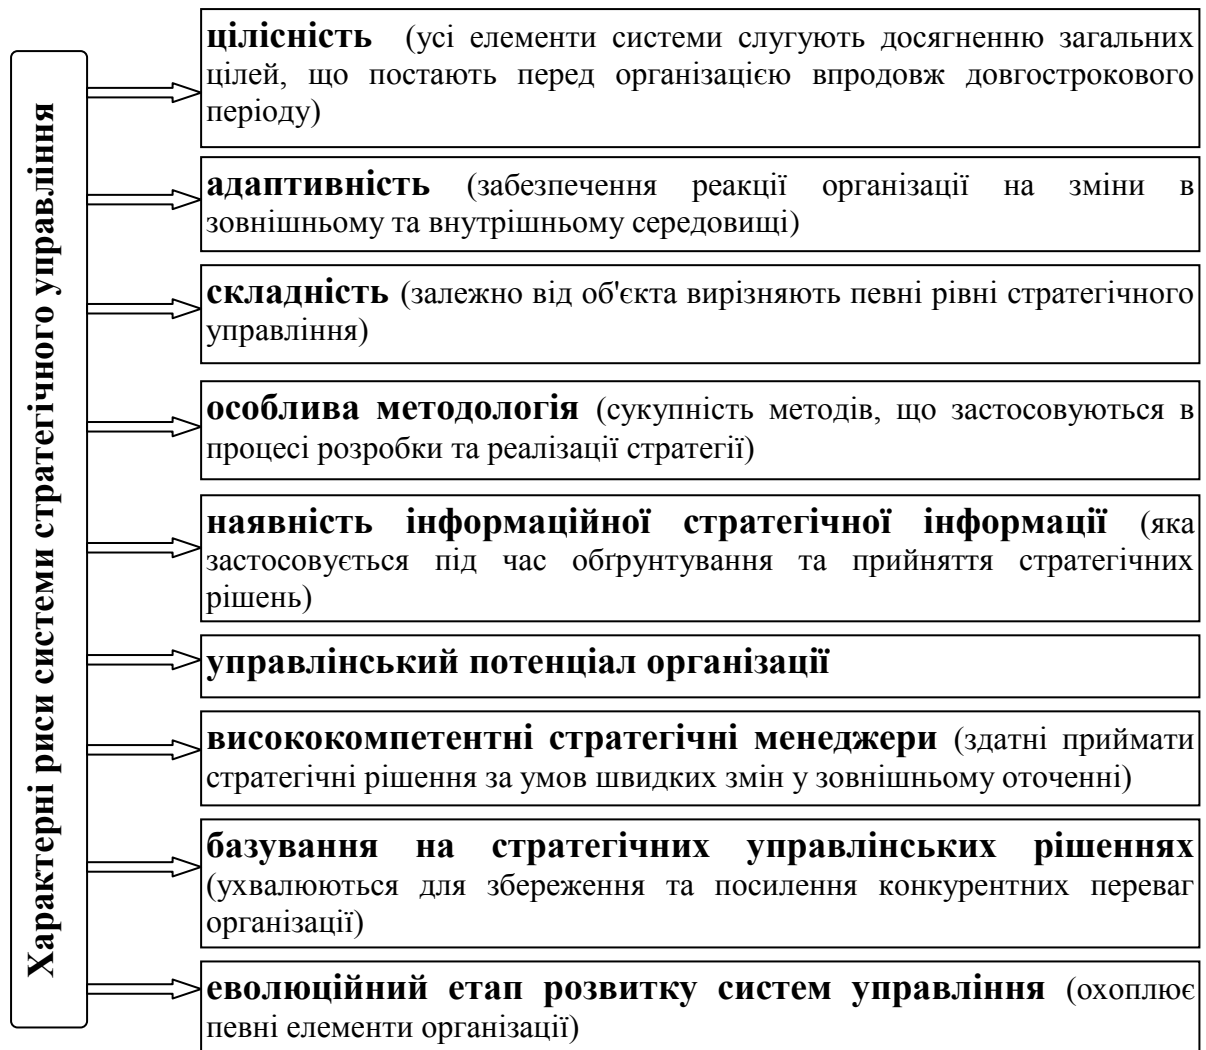 Характерні риси системи стратегічного управління
цілісність (усі елементи системи слугують досягненню загальних
цілей, що постають перед організацією впродовж довгострокового
періоду)
адаптивність (забезпечення реакції організації на зміни в
зовнішньому та внутрішньому середовищі)
складність (залежно від об'єкта вирізняють певні рівні стратегічного
управління)
особлива методологія (сукупність методів, що застосовуються в
процесі розробки та реалізації стратегії)
наявність інформаційної стратегічної інформації (яка
застосовується під час обґрунтування та прийняття стратегічних
рішень)
управлінський потенціал організації
висококомпетентні стратегічні менеджери (здатні приймати
стратегічні рішення за умов швидких змін у зовнішньому оточенні)
базування на стратегічних управлінських рішеннях
(ухвалюються для збереження та посилення конкурентних переваг
організації)
еволюційний етап розвитку систем управління (охоплює
певні елементи організації)